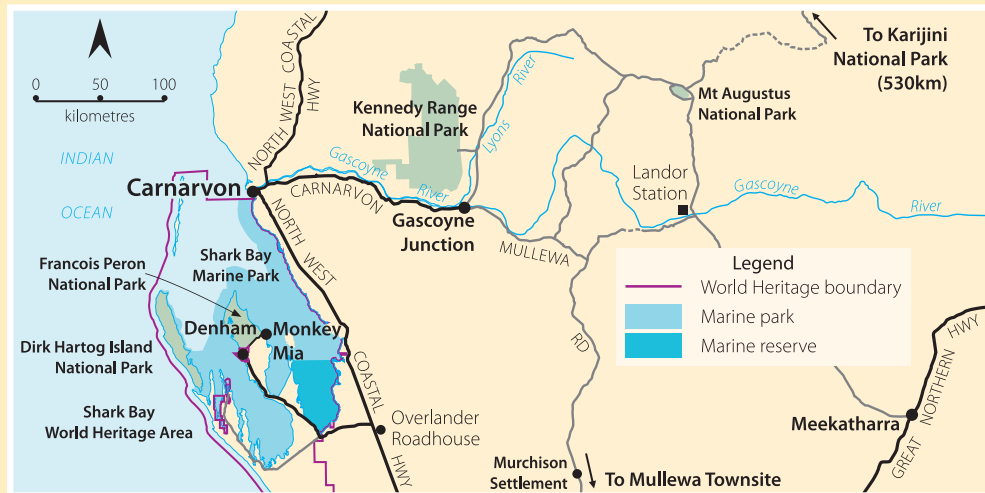 To Karijini
National Park
(530km)
0 50 100
kilometres
NORTH WEST COASTAL
HWY
Kennedy Range
National Park
Lyons
River
Mt Augustus
National Park
INDIAN
OCEAN
Carnarvon
Gascoyne
River
CARNARVON
Gascoyne
Junction
MULLEWA
RD
Landor
Station
Gascoyne
River
NORTH WEST
COASTAL
HWY
Shark Bay
Marine Park
Francois Peron
National Park
Denham
Monkey
Mia
Dirk Hartog Island
National Park
Shark Bay
World Heritage Area
Overlander
Roadhouse
Legend
World Heritage boundary
Marine park
Marine reserve
Meekatharra
GREAT NORTHERN
HWY
Murchison
Settlement
To Mullewa Townsite